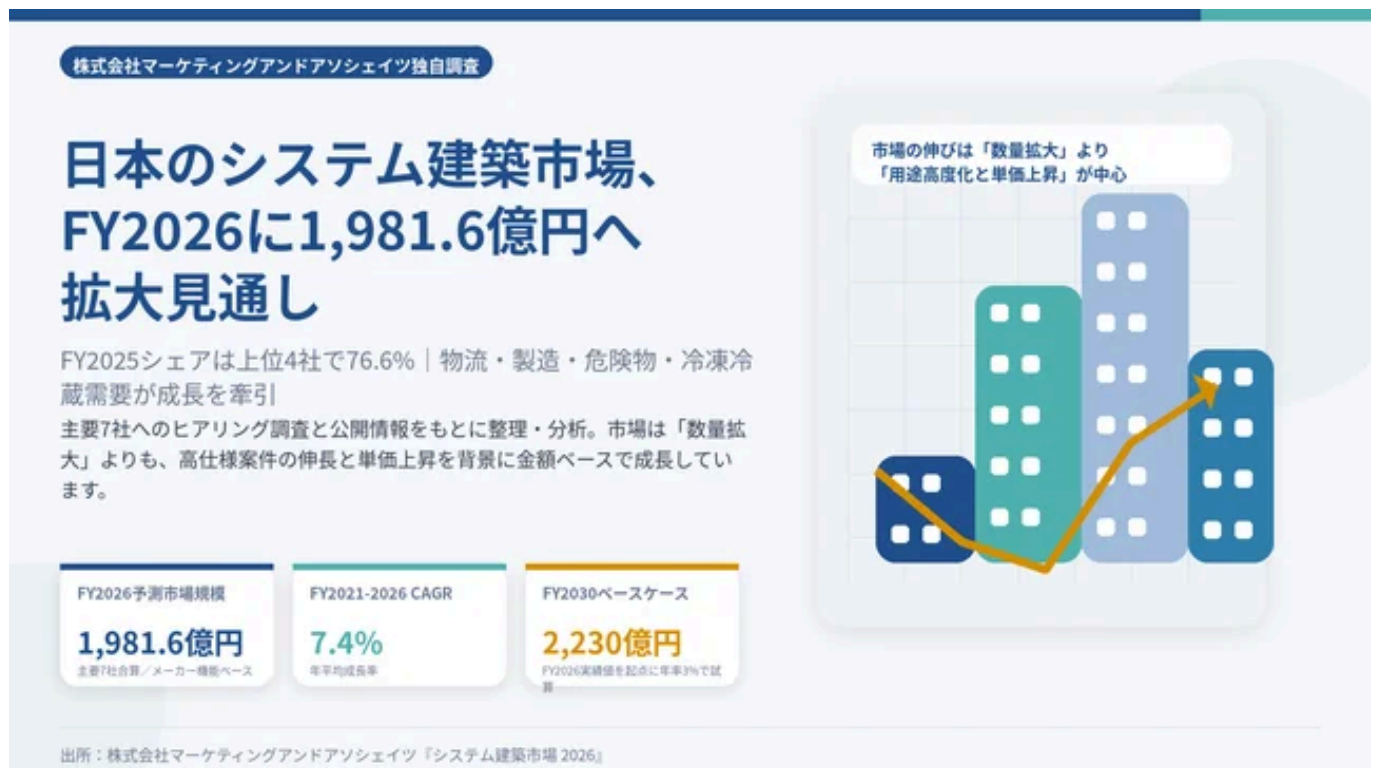 株式会社マーケティングアンドアソシェイツ独自調査
日本のシステム建築市場、
FY2026に1,981.6億円へ
拡大見通し
FY2025シェアは上位4社で76.6%｜物流・製造・危険物・冷凍冷
蔵需要が成長を牽引
主要7社へのヒアリング調査と公開情報をもとに整理・分析。市場は「数量拡
大」よりも、高仕様案件の伸長と単価上昇を背景に金額ベースで成長してい
ます。
市場の伸びは「数量拡大」より
「用途高度化と単価上昇」が中心
FY2026予測市場規模
1,981.6億円
主要7社合算／メーカー機能ベース
FY2021-2026 CAGR
7.4%
年平均成長率
FY2030ベースケース
2,230億円
FY2026実績値を起点に年率3%で試
算
出所：株式会社マーケティングアンドアソシェイツ『システム建築市場 2026』